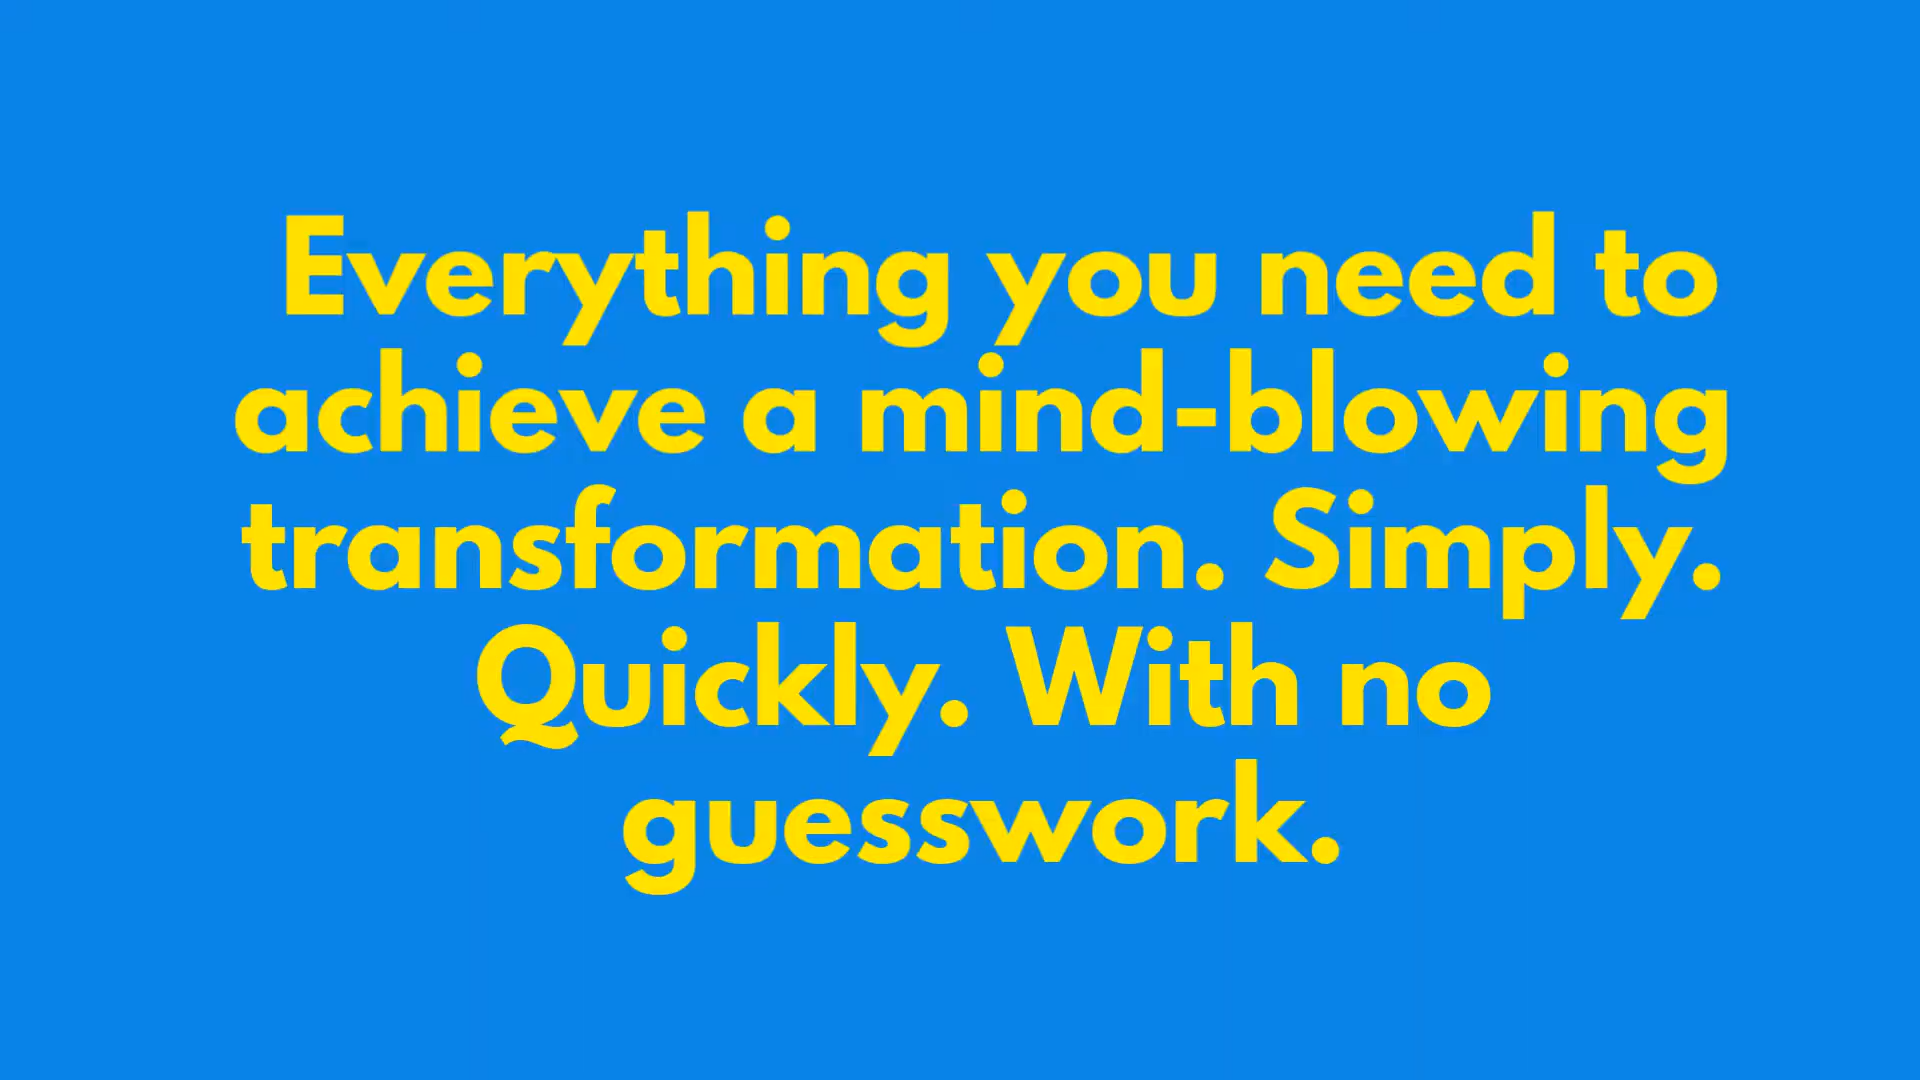 Everything you need to
achieve a mind-blowing
transformation. Simply.
Quickly. With no
guesswork.